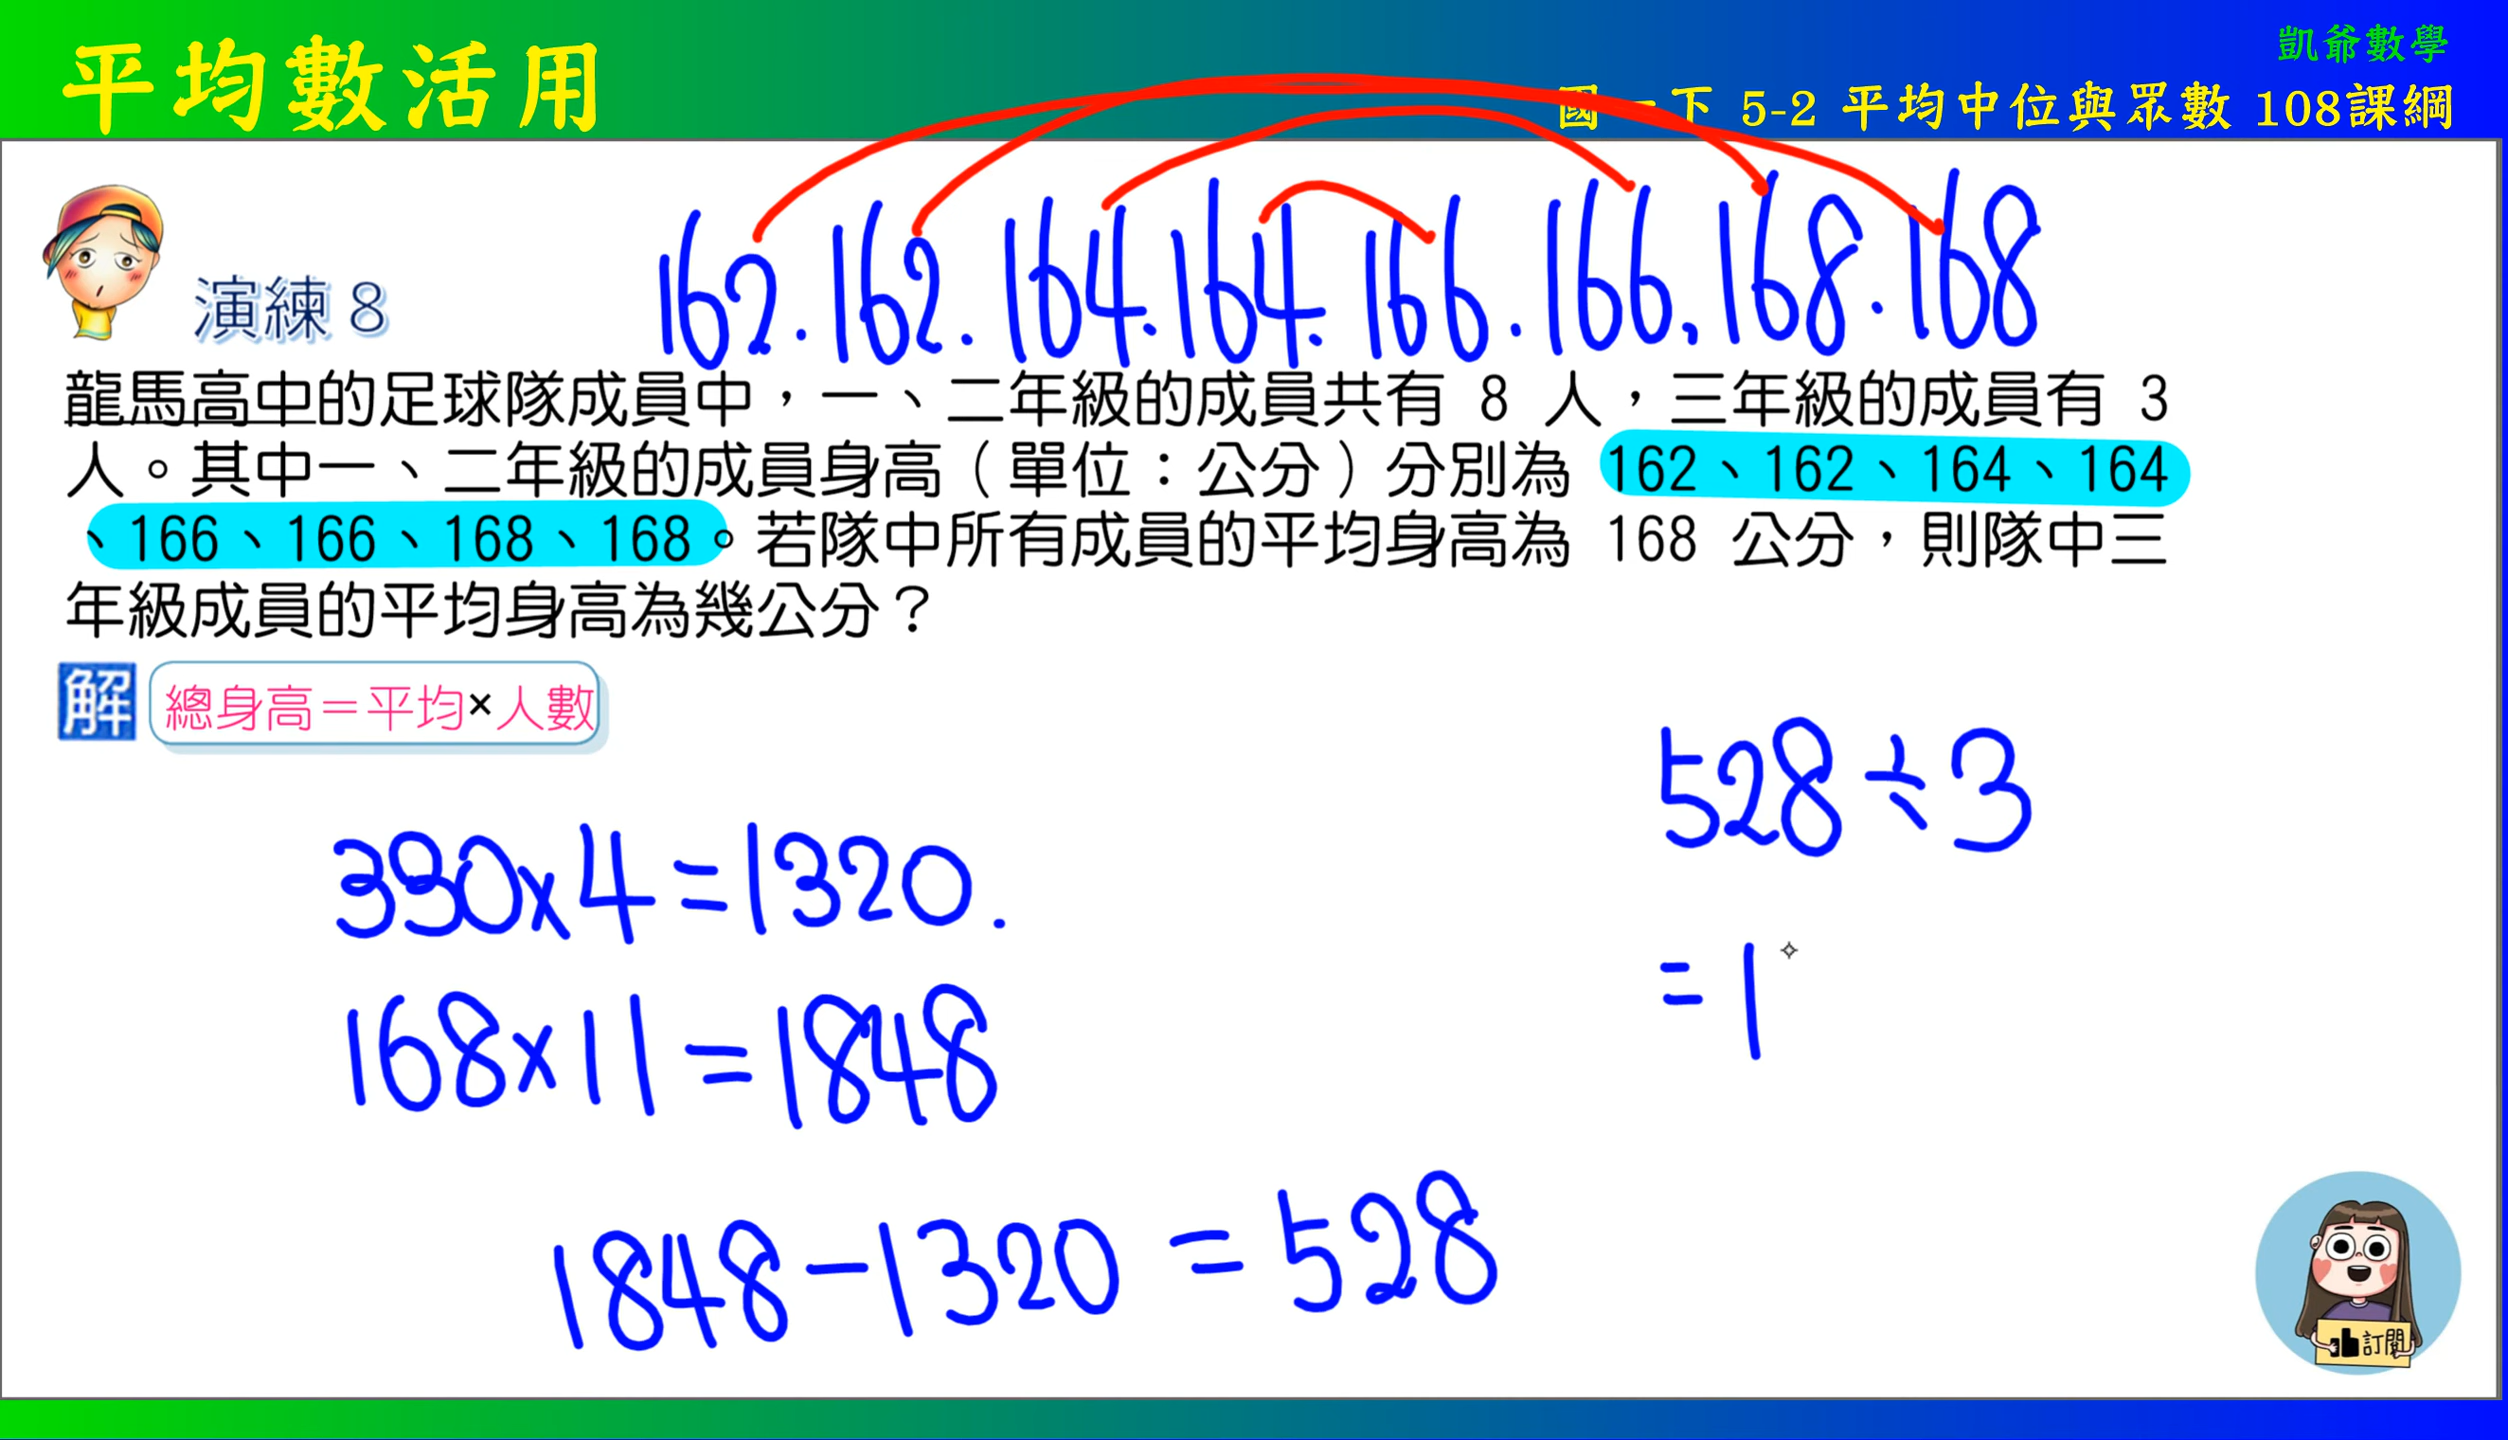 平均數活用
凱爺數學
國一下 5-2 平均中位與眾數 108課綱
162.162.164.164.166.166.168.168
演練 8
龍馬高中的足球隊成員中，一、二年級的成員共有 8 人，三年級的成員有 3
人。其中一、二年級的成員身高（單位：公分）分別為 162、162、164、164
、166、166、168、168。若隊中所有成員的平均身高為 168 公分，則隊中三
年級成員的平均身高為幾公分？
解 總身高＝平均×人數
528÷3
330×4=1320.
=1
168×11=1848
1848-1320=528
訂閱